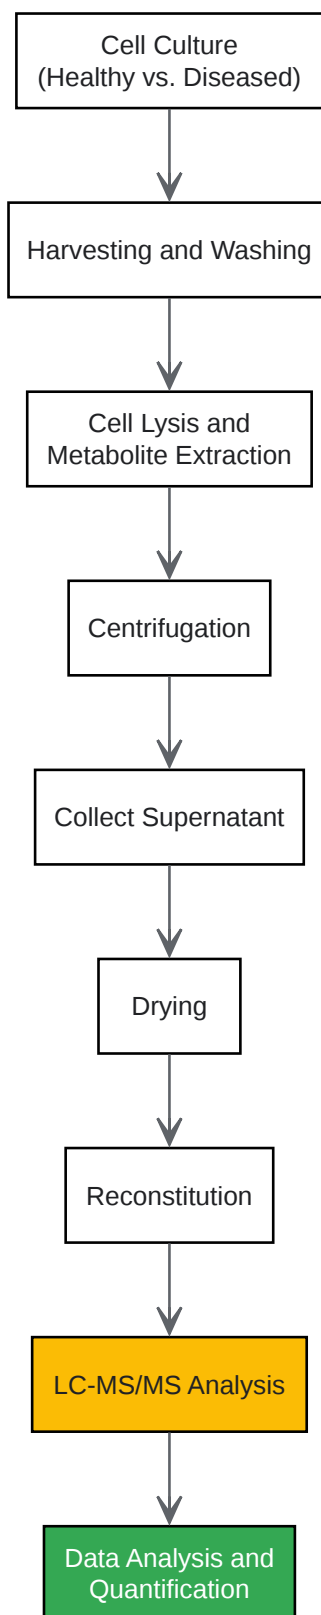 Cell Culture
(Healthy vs. Diseased)
Harvesting and Washing
Cell Lysis and
Metabolite Extraction
Centrifugation
Collect Supernatant
Drying
Reconstitution
LC-MS/MS Analysis
Data Analysis and
Quantification